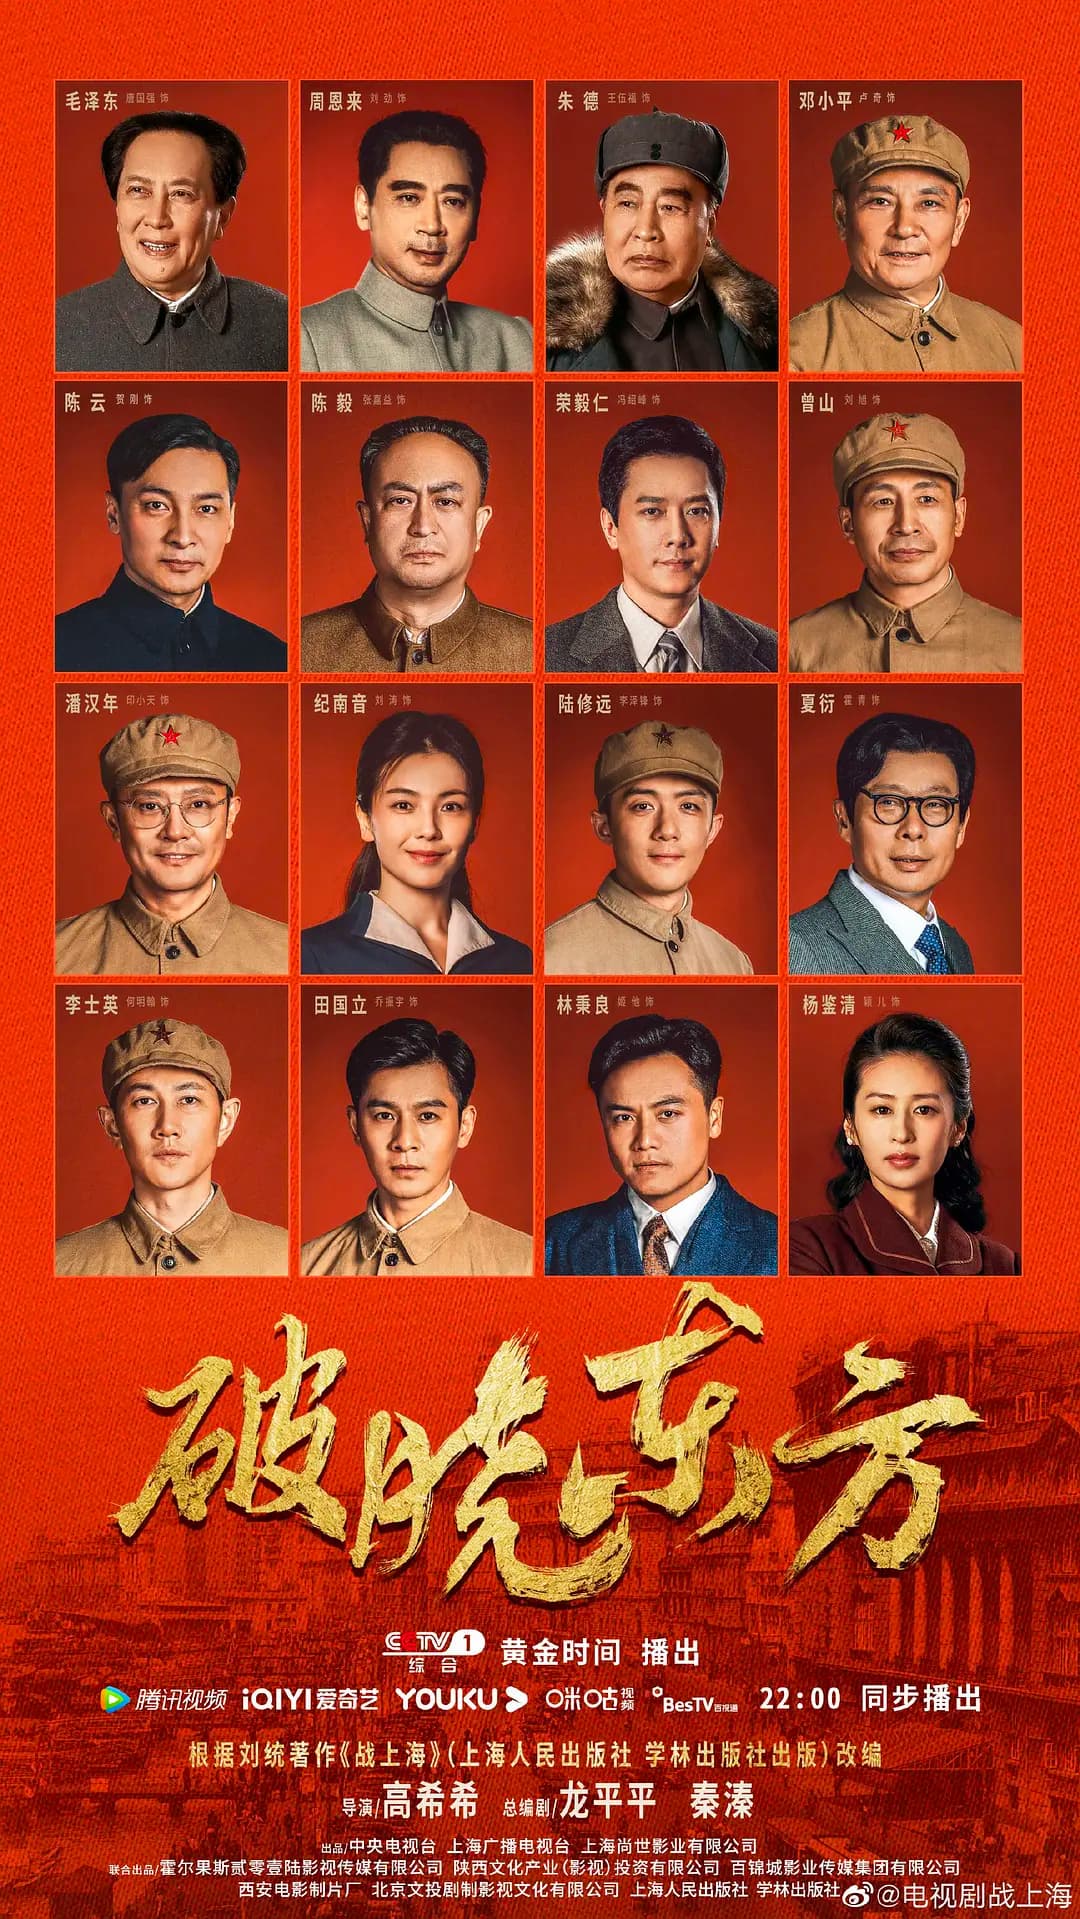 毛泽东 唐国强 饰
周恩来 刘 劲 饰
朱 德 王伍福 饰
邓小平 卢 奇 饰
陈 云 贺 刚 饰
陈 毅 张嘉益 饰
荣毅仁 冯绍峰 饰
曾山 刘 旭 饰
潘汉年 印小天 饰
纪南音 刘 涛 饰
陆修远 李泽锋 饰
夏衍 霍 青 饰
李士英 何明翰 饰
田国立 乔振宇 饰
林秉良 姬 他 饰
杨鉴清 颖 儿 饰
破晓东方
CCTV 1 综合 黄金时间 播出
腾讯视频 iQIYI爱奇艺 YOUKU 咪咕视频 BesTV百视通 22:00 同步播出
根据刘统著作《战上海》(上海人民出版社 学林出版社出版)改编
导演/高希希 总编剧/龙平平 秦溱
出品/中央电视台 上海广播电视台 上海尚世影业有限公司
联合出品/霍尔果斯贰零壹陆影视传媒有限公司 陕西文化产业(影视)投资有限公司 百锦城影业传媒集团有限公司
西安电影制片厂 北京文投剧制影视文化有限公司 上海人民出版社 学林出版社
@电视剧战上海